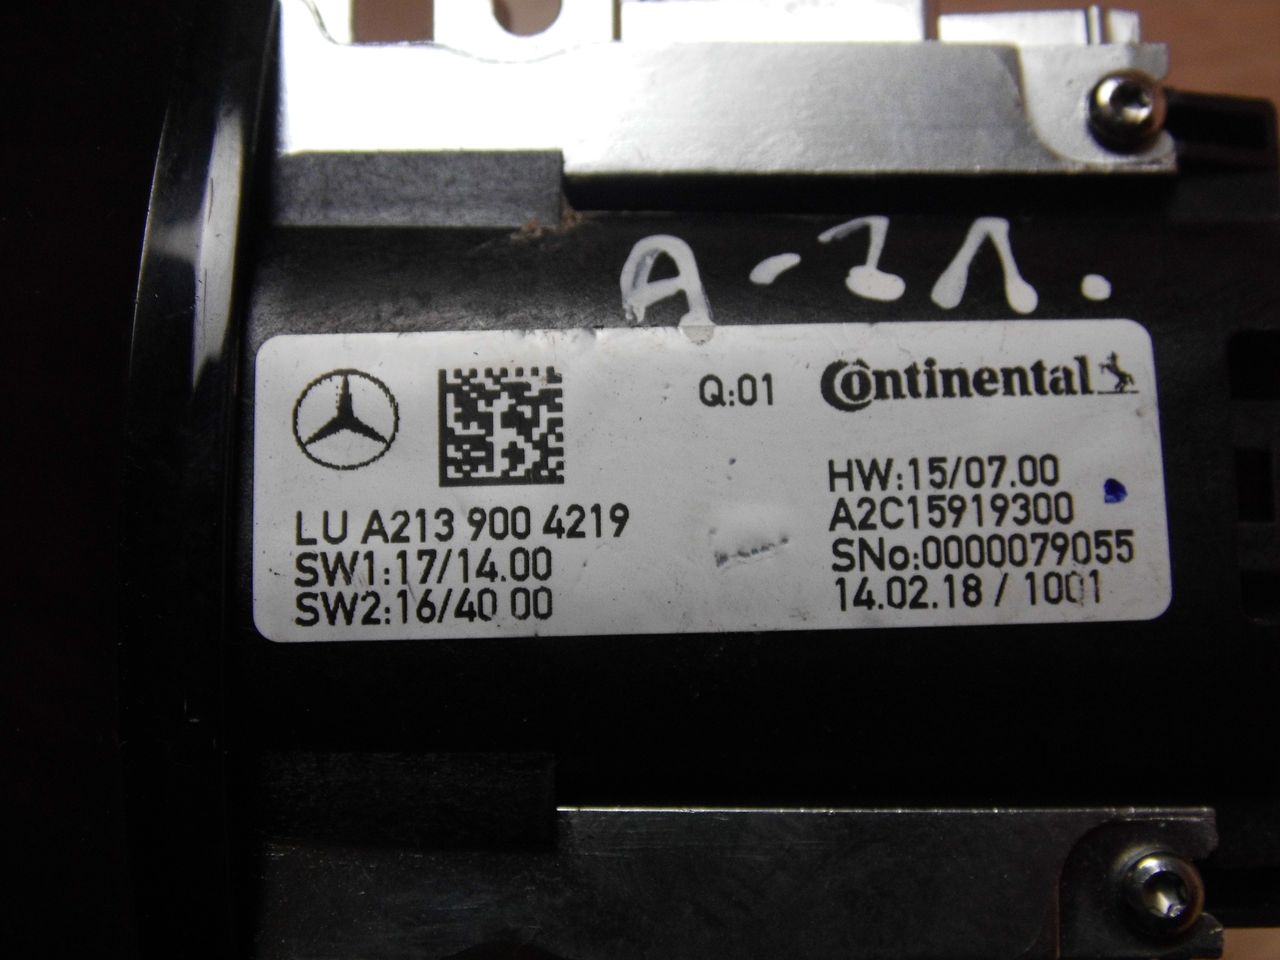 A-21.
Q:01
Continental
LU A213 900 4219
SW1:17/14.00
SW2:16/40 00
HW:15/07.00
A2C15919300
SNo:0000079055
14.02.18 / 1001